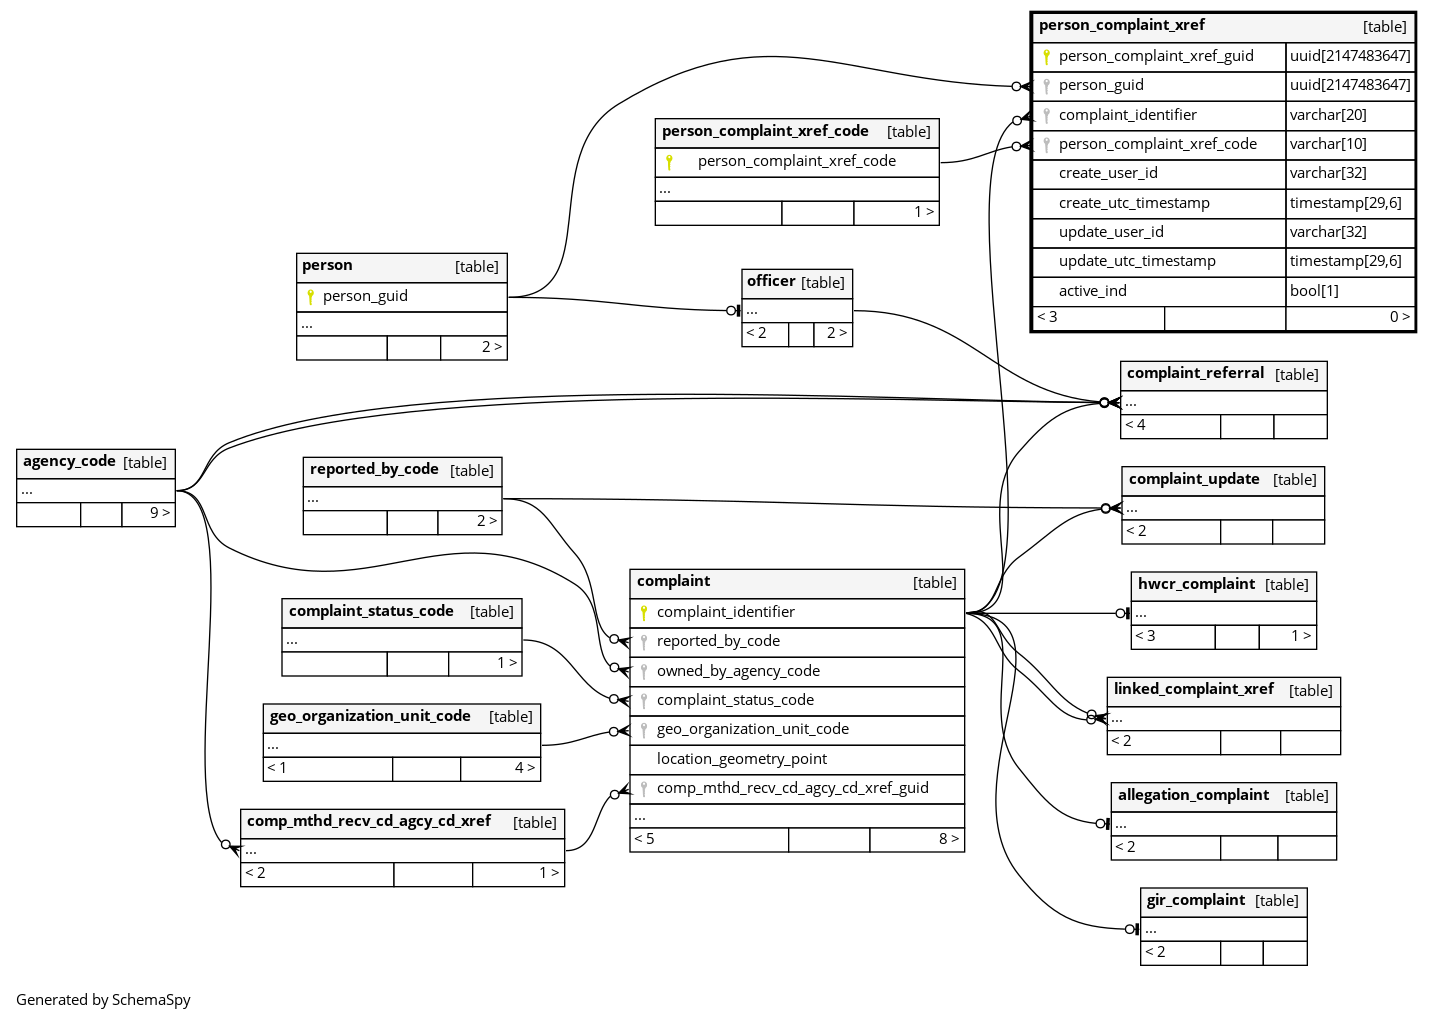 person_complaint_xref [table]
person_complaint_xref_guid uuid[2147483647]
person_guid uuid[2147483647]
complaint_identifier varchar[20]
person_complaint_xref_code varchar[10]
create_user_id varchar[32]
create_utc_timestamp timestamp[29,6]
update_user_id varchar[32]
update_utc_timestamp timestamp[29,6]
active_ind bool[1]
< 3 0 >
person_complaint_xref_code [table]
person_complaint_xref_code
...
1 >
person [table]
person_guid
...
2 >
officer [table]
...
< 2 2 >
complaint_referral [table]
...
< 4
agency_code [table]
...
9 >
reported_by_code [table]
...
2 >
complaint_update [table]
...
< 2
complaint [table]
complaint_identifier
reported_by_code
owned_by_agency_code
complaint_status_code
geo_organization_unit_code
location_geometry_point
comp_mthd_recv_cd_agcy_cd_xref_guid
...
< 5 8 >
hwcr_complaint [table]
...
< 3 1 >
complaint_status_code [table]
...
1 >
linked_complaint_xref [table]
...
< 2
geo_organization_unit_code [table]
...
< 1 4 >
allegation_complaint [table]
...
< 2
comp_mthd_recv_cd_agcy_cd_xref [table]
...
< 2 1 >
gir_complaint [table]
...
< 2
Generated by SchemaSpy